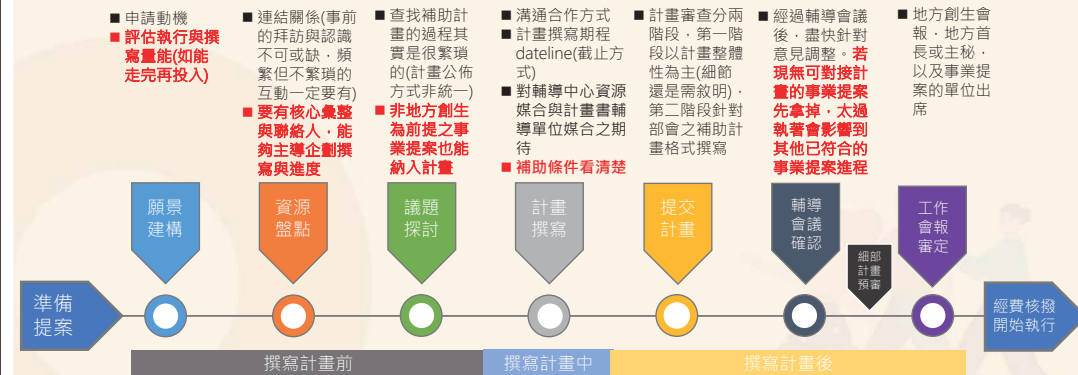 ■ 申請動機
■ 評估執行與撰
寫量能(如能
走完再投入)
■ 連結關係(事前
的拜訪與認識
不可或缺，頻
繁但不繁瑣的
互動一定要有)
■ 要有核心彙整
與聯絡人，能
夠主導企劃撰
寫與進度
■ 查找補助計
畫的過程其
實是很繁瑣
的(計畫公佈
方式非統一)
■ 非地方創生
為前提之事
業提案也能
納入計畫
■ 溝通合作方式
■ 計畫撰寫期程
dateline(截止方
式)
■ 對輔導中心資源
媒合與計畫書輔
導單位媒合之期
待
■ 補助條件看清楚
■ 計畫審查分兩
階段，第一階
段以計畫整體
性為主(細節
還是需敘明)，
第二階段針對
部會之補助計
畫格式撰寫
■ 經過輔導會議
後，盡快針對
意見調整。若
現無可對接計
畫的事業提案
先拿掉，太過
執著會影響到
其他已符合的
事業提案進程
■ 地方創生會
報，地方首
長或主秘，
以及事業提
案的單位出
席
願景
建構
資源
盤點
議題
探討
計畫
撰寫
提交
計畫
輔導
會議
確認
細部
計畫
預審
工作
會報
審定
準備
提案
經費核撥
開始執行
撰寫計畫前
撰寫計畫中
撰寫計畫後